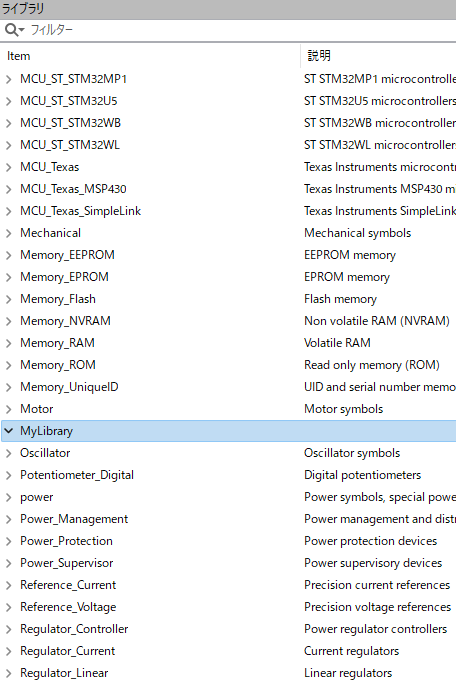 ライブラリ
フィルター
Item 説明
MCU_ST_STM32MP1 ST STM32MP1 microcontrolle
MCU_ST_STM32U5 ST STM32U5 microcontrollers
MCU_ST_STM32WB ST STM32WB microcontroller
MCU_ST_STM32WL ST STM32WL microcontrollers
MCU_Texas Texas Instruments microcontr
MCU_Texas_MSP430 Texas Instruments MSP430 m
MCU_Texas_SimpleLink Texas Instruments SimpleLink
Mechanical Mechanical symbols
Memory_EEPROM EEPROM memory
Memory_EPROM EPROM memory
Memory_Flash Flash memory
Memory_NVRAM Non volatile RAM (NVRAM)
Memory_RAM Volatile RAM
Memory_ROM Read only memory (ROM)
Memory_UniqueID UID and serial number memo
Motor Motor symbols
MyLibrary
Oscillator Oscillator symbols
Potentiometer_Digital Digital potentiometers
power Power symbols, special powe
Power_Management Power management and distr
Power_Protection Power protection devices
Power_Supervisor Power supervisory devices
Reference_Current Precision current references
Reference_Voltage Precision voltage references
Regulator_Controller Power regulator controllers
Regulator_Current Current regulators
Regulator_Linear Linear regulators